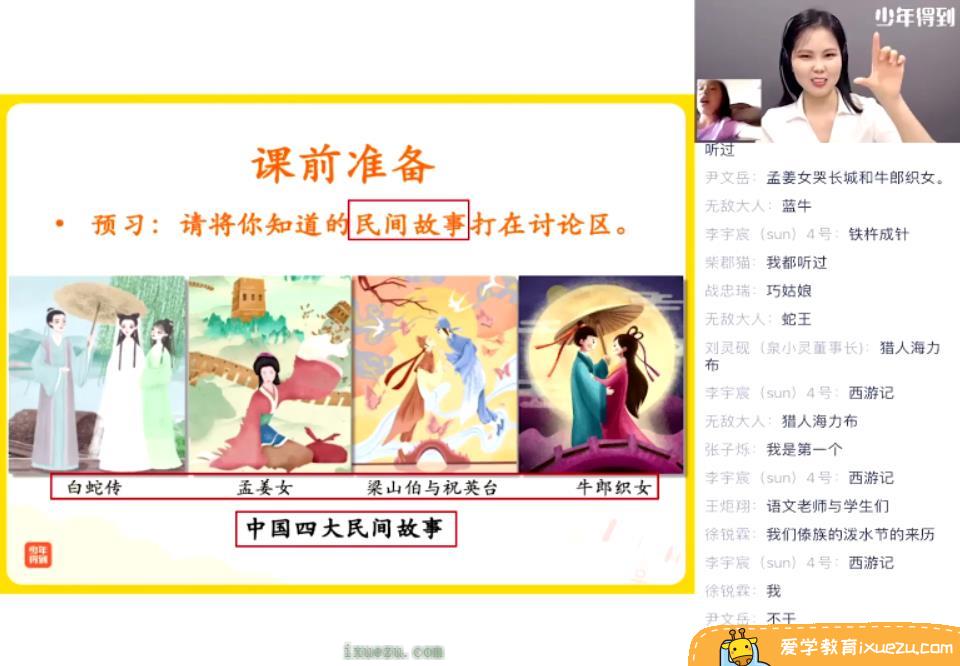 少年得到
课前准备
• 预习：请将你知道的民间故事打在讨论区。
白蛇传
孟姜女
梁山伯与祝英台
牛郎织女
中国四大民间故事
少年
得到
听过
尹文岳：孟姜女哭长城和牛郎织女。
无敌大人：蓝牛
李宇宸（sun）4号：铁杵成针
柴郡猫：我都听过
战忠瑞：巧姑娘
无敌大人：蛇王
刘灵砚（泉小灵董事长）：猎人海力
布
李宇宸（sun）4号：西游记
无敌大人：猎人海力布
张子烁：我是第一个
李宇宸（sun）4号：西游记
王炬翔：语文老师与学生们
徐锐霖：我们傣族的泼水节的来历
李宇宸（sun）4号：西游记
徐锐霖：我
尹文岳：不于
爱学教育ixuezu.com
ixuezu.com